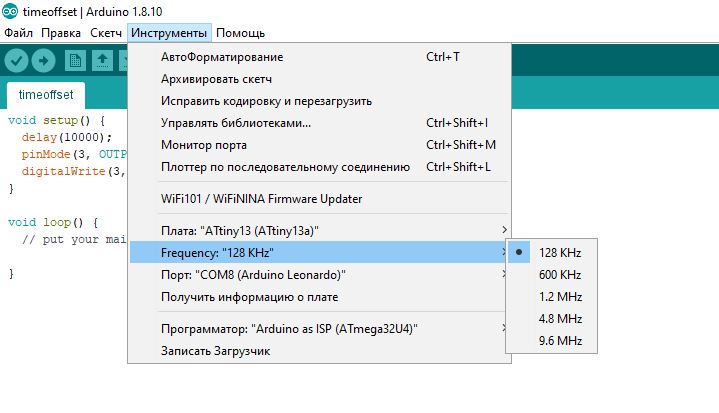 timeoffset | Arduino 1.8.10
Файл Правка Скетч Инструменты Помощь
АвтоФорматирование Ctrl+T
Архивировать скетч
Исправить кодировку и перезагрузить
Управлять библиотеками... Ctrl+Shift+I
Монитор порта Ctrl+Shift+M
Плоттер по последовательному соединению Ctrl+Shift+L
WiFi101 / WiFiNINA Firmware Updater
Плата: "ATtiny13 (ATtiny13a)"
Frequency: "128 KHz"
Порт: "COM8 (Arduino Leonardo)"
Получить информацию о плате
Программатор: "Arduino as ISP (ATmega32U4)"
Записать Загрузчик
128 KHz
600 KHz
1.2 MHz
4.8 MHz
9.6 MHz
timeoffset
void setup() {
delay(10000);
pinMode(3, OUTP
digitalWrite(3,
}
void loop() {
// put your mai
}